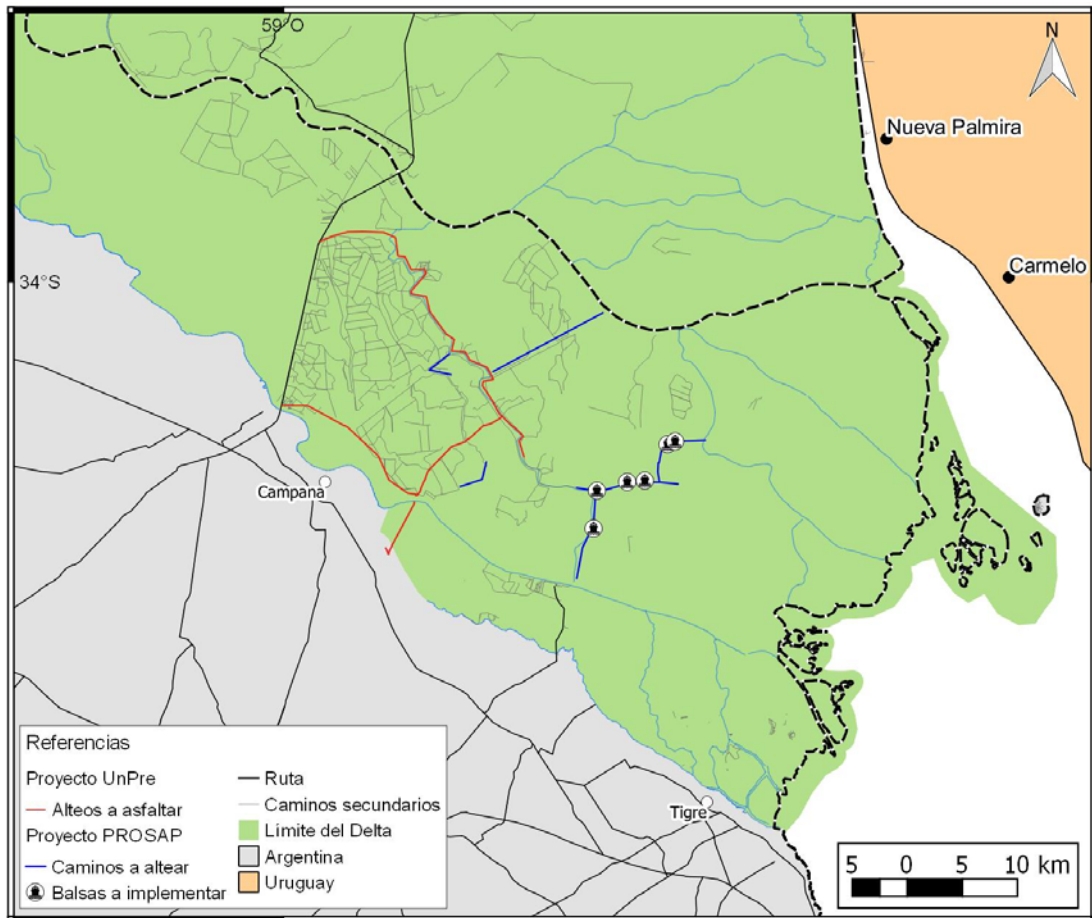 59°O
N
Nueva Palmira
Carmelo
34°S
Campana
Tigre
Referencias
Proyecto UnPre
Alteos a asfaltar
Proyecto PROSAP
Caminos a altear
Balsas a implementar
Ruta
Caminos secundarios
Límite del Delta
Argentina
Uruguay
5 0 5 10 km